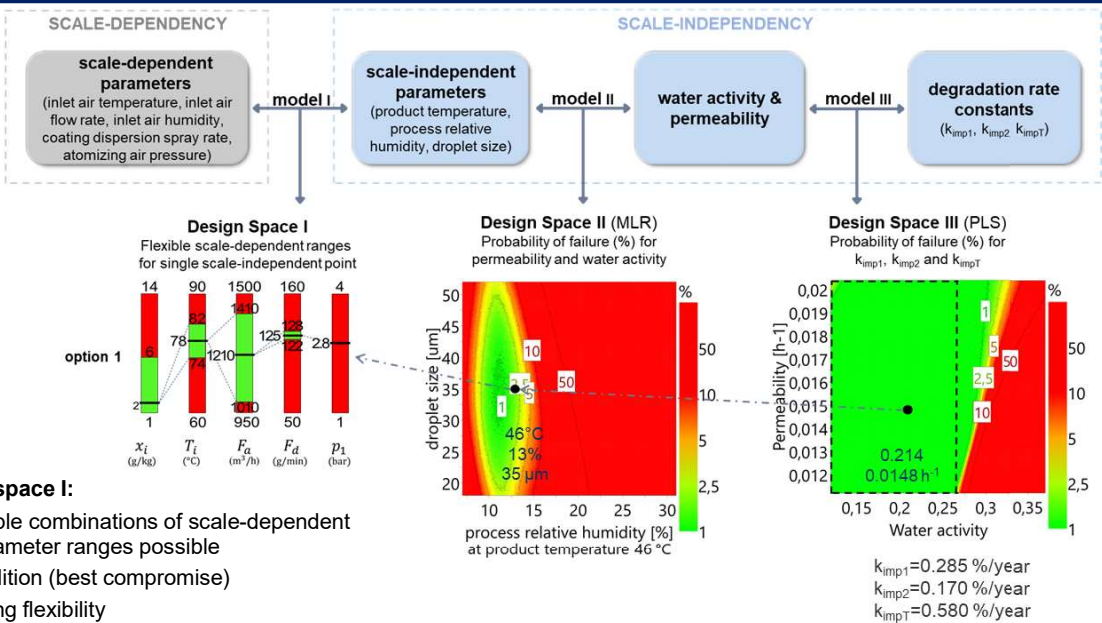 SCALE-DEPENDENCY
SCALE-INDEPENDENCY
scale-dependent
parameters
(inlet air temperature, inlet air
flow rate, inlet air humidity,
coating dispersion spray rate,
atomizing air pressure)
model I
scale-independent
parameters
(product temperature,
process relative
humidity, droplet size)
model II
water activity &
permeability
model III
degradation rate
constants
(kimp1, kimp2 kimpT)
Design Space I
Flexible scale-dependent ranges
for single scale-independent point
14 90 1500 160 4
option 1
6
2
82
78
74
1410
1210
1010
128
125
122
2.8
1 60 950 50 1
xi Ti Fa Fd p1
(g/kg) (°C) (m³/h) (g/min) (bar)
Design Space II (MLR)
Probability of failure (%) for
permeability and water activity
droplet size [um]
50
45
40
35
30
25
20
10
50
2,5
5
1
46°C
13%
35 µm
10 15 20 25 30
process relative humidity [%]
at product temperature 46 °C
%
50
10
5
2,5
1
Design Space III (PLS)
Probability of failure (%) for
kimp1, kimp2 and kimpT
Permeability [h-1]
0,02
0,019
0,018
0,017
0,016
0,015
0,014
0,013
0,012
1
5
50
2,5
10
0.214
0.0148 h-1
0,15 0,2 0,3 0,35
Water activity
%
50
10
5
2,5
1
kimp1=0.285 %/year
kimp2=0.170 %/year
kimpT=0.580 %/year
space I:
ple combinations of scale-dependent
ameter ranges possible
dition (best compromise)
ng flexibility